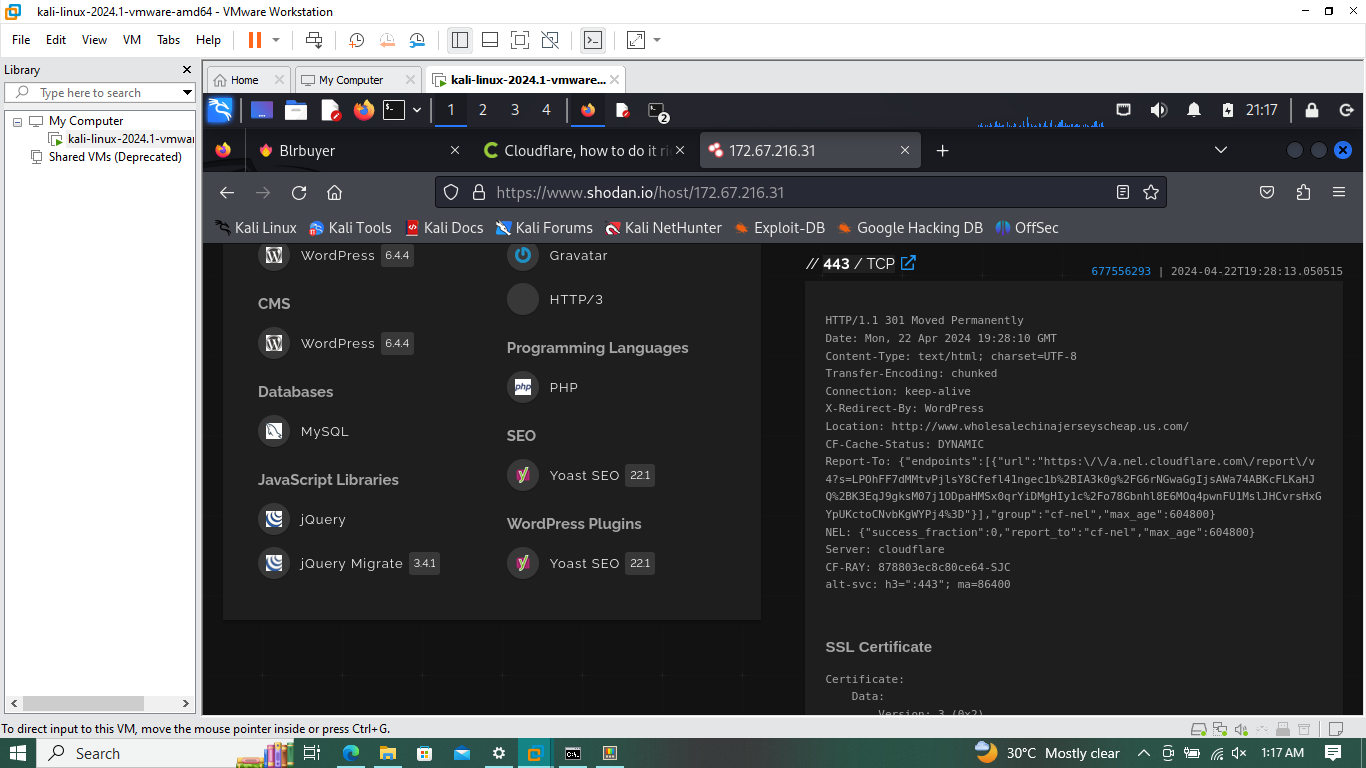 kali-linux-2024.1-vmware-amd64 - VMware Workstation
File Edit View VM Tabs Help
Library
Type here to search
My Computer
kali-linux-2024.1-vmwar
Shared VMs (Deprecated)
Home
My Computer
kali-linux-2024.1-vmware...
1 2 3 4
2
21:17
Blrbuyer
Cloudflare, how to do it ri
172.67.216.31
https://www.shodan.io/host/172.67.216.31
Kali Linux Kali Tools Kali Docs Kali Forums Kali NetHunter Exploit-DB Google Hacking DB OffSec
WordPress 6.4.4
CMS
WordPress 6.4.4
Databases
MySQL
JavaScript Libraries
jQuery
jQuery Migrate 3.4.1
Gravatar
HTTP/3
Programming Languages
php PHP
SEO
Yoast SEO 22.1
WordPress Plugins
Yoast SEO 22.1
// 443 / TCP
677556293 | 2024-04-22T19:28:13.050515
HTTP/1.1 301 Moved Permanently
Date: Mon, 22 Apr 2024 19:28:10 GMT
Content-Type: text/html; charset=UTF-8
Transfer-Encoding: chunked
Connection: keep-alive
X-Redirect-By: WordPress
Location: http://www.wholesalechinajerseyscheap.us.com/
CF-Cache-Status: DYNAMIC
Report-To: {"endpoints":[{"url":"https:\/\/a.nel.cloudflare.com\/report\/v
4?s=LPOhFF7dMMtvPjlsY8Cfefl41ngec1b%2BIA3k0g%2FG6rNGwaGgIjsAWa74ABKcFLKaHJ
Q%2BK3EqJ9gksM07j1ODpaHMSx0qrYiDMgHIy1c%2Fo78Gbnhl8E6MOq4pwnFU1MslJHCvrsHxG
YpUKctoCNvbKgWYPj4%3D"}],"group":"cf-nel","max_age":604800}
NEL: {"success_fraction":0,"report_to":"cf-nel","max_age":604800}
Server: cloudflare
CF-RAY: 878803ec8c80ce64-SJC
alt-svc: h3=":443"; ma=86400
SSL Certificate
Certificate:
Data:
Version: 3 (0x2)
To direct input to this VM, move the mouse pointer inside or press Ctrl+G.
Search
30°C Mostly clear
1:17 AM